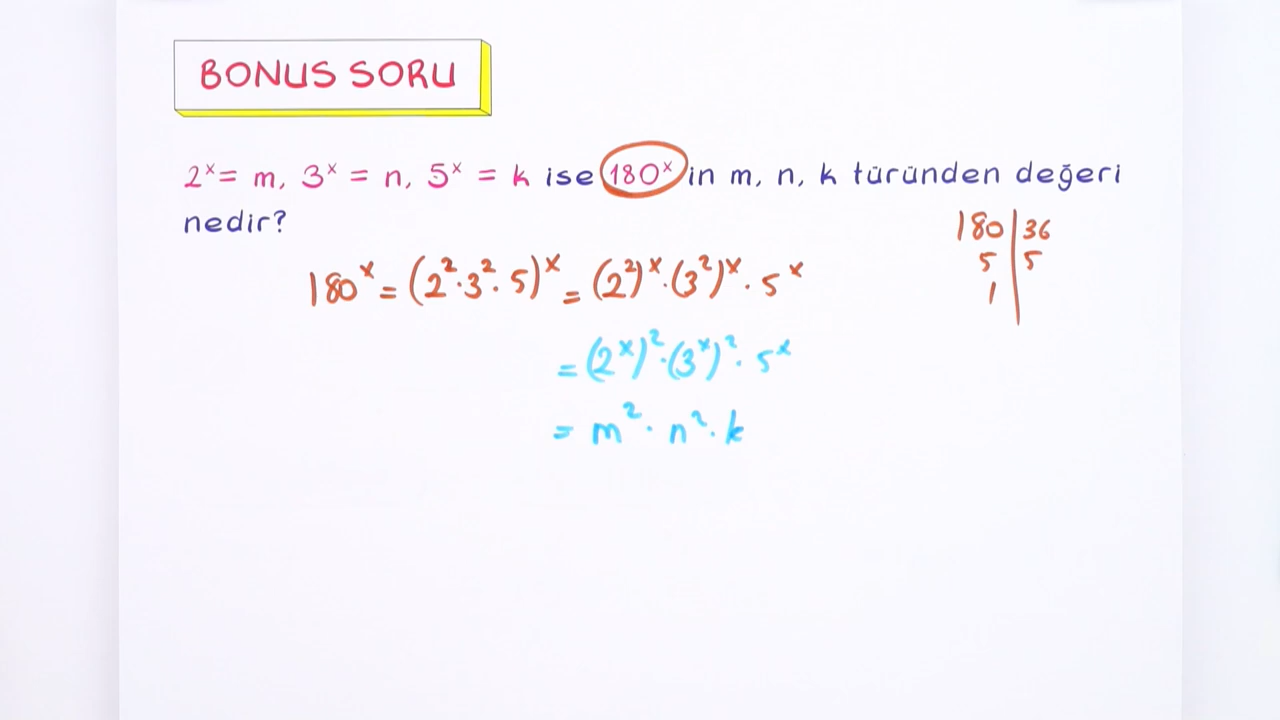 BONUS SORU
2ˣ= m, 3ˣ = n, 5ˣ = k ise 180ˣ in m, n, k türünden değeri
nedir?
180ˣ = (2²·3²·5)ˣ = (2²)ˣ·(3²)ˣ·5ˣ
= (2ˣ)²·(3ˣ)²·5ˣ
= m²·n²·k
180 | 36
5 | 5
1 |